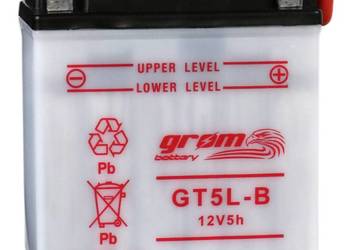 UPPER LEVEL
LOWER LEVEL
Pb
grom
battery
GT5L-B
12V5h
Pb